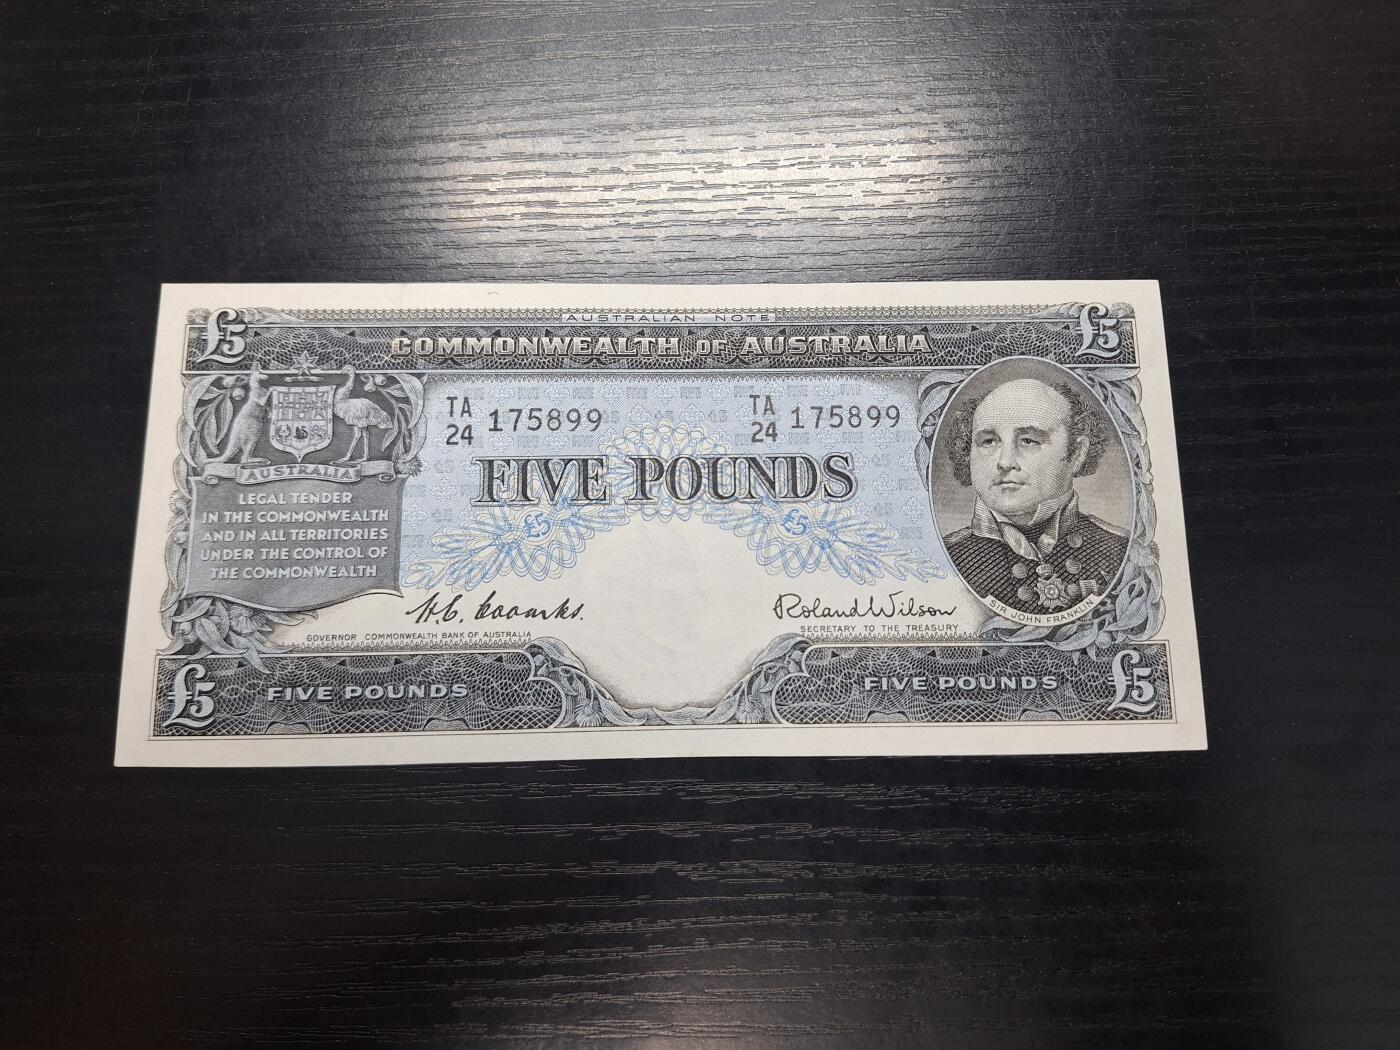 AUSTRALIAN NOTE
£5 COMMONWEALTH OF AUSTRALIA £5
TA 24 175899
TA 24 175899
FIVE POUNDS
£5 £5
AUSTRALIA
LEGAL TENDER
IN THE COMMONWEALTH
AND IN ALL TERRITORIES
UNDER THE CONTROL OF
THE COMMONWEALTH
H.C. Coombs.
GOVERNOR COMMONWEALTH BANK OF AUSTRALIA
Roland Wilson
SECRETARY TO THE TREASURY
SIR JOHN FRANKLIN
£5 FIVE POUNDS
FIVE POUNDS £5